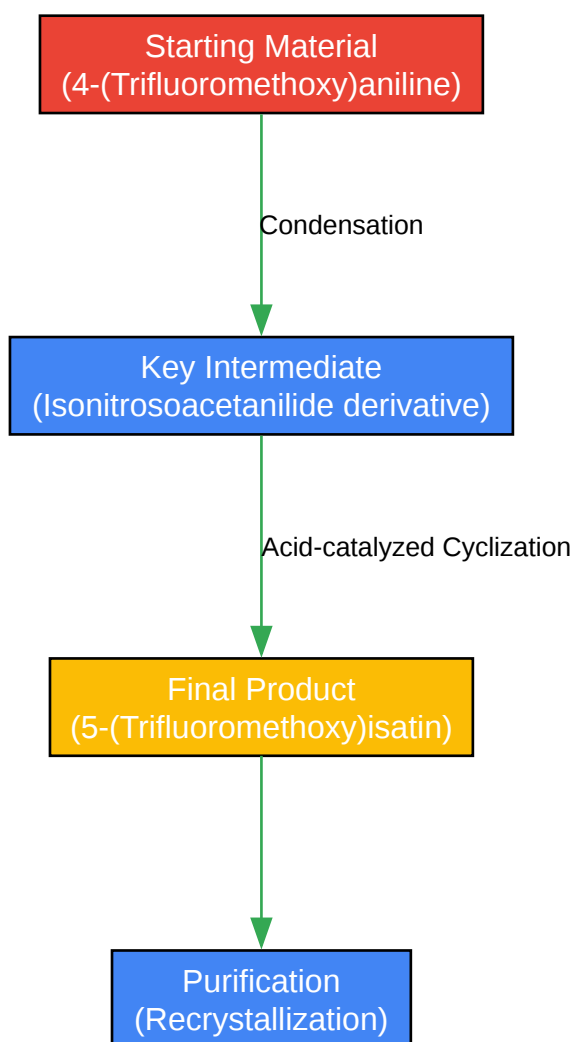 Starting Material
(4-(Trifluoromethoxy)aniline)
Condensation
Key Intermediate
(Isonitrosoacetanilide derivative)
Acid-catalyzed Cyclization
Final Product
(5-(Trifluoromethoxy)isatin)
Purification
(Recrystallization)